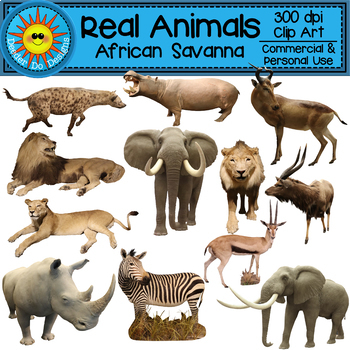 Real Animals
African Savanna
300 dpi
Clip Art
Commercial &
Personal Use